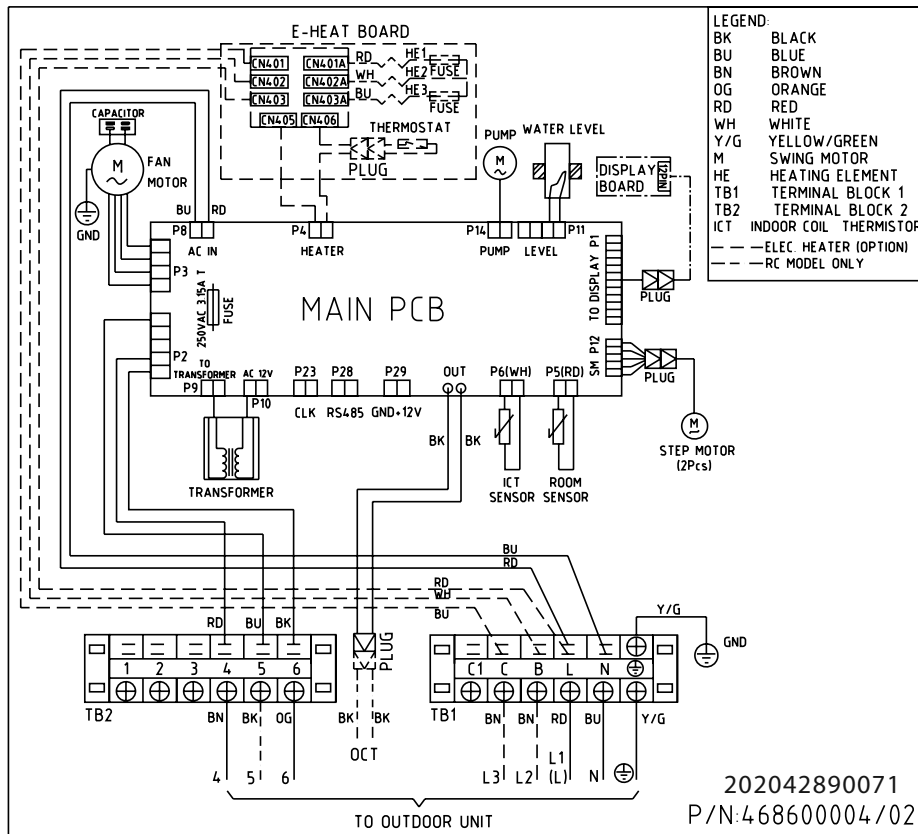 E-HEAT BOARD
CN401
CN401A
RD
HE1
FUSE
CN402
CN402A
WH
HE2
CN403
CN403A
BU
HE3
FUSE
CN405
CN406
THERMOSTAT
PLUG
CAPACITOR
M
FAN
MOTOR
GND
PUMP
M
WATER LEVEL
DISPLAY
BOARD
12PIN
LEGEND:
BK BLACK
BU BLUE
BN BROWN
OG ORANGE
RD RED
WH WHITE
Y/G YELLOW/GREEN
M SWING MOTOR
HE HEATING ELEMENT
TB1 TERMINAL BLOCK 1
TB2 TERMINAL BLOCK 2
ICT INDOOR COIL THERMISTOR
ELEC. HEATER (OPTION)
RC MODEL ONLY
BU RD
P8
AC IN
P4
HEATER
P14
PUMP
P11
LEVEL
P3
250VAC 3.15A T
FUSE
MAIN PCB
TO DISPLAY P1
PLUG
P2
SM P12
PLUG
TO
TRANSFORMER
P9
AC 12V
P10
P23
CLK
P28
RS485
P29
GND+12V
OUT
P6(WH)
P5(RD)
M
STEP MOTOR
(2Pcs)
TRANSFORMER
BK
BK
ICT
SENSOR
ROOM
SENSOR
BU
RD
RD
WH
BU
Y/G
GND
RD
BU
BK
PLUG
1 2 3 4 5 6
TB2
C1 C B L N
TB1
BN
BK
OG
BK
BK
OCT
BN
BN
RD
BU
Y/G
4
5
6
L3
L2
L1
(L)
N
TO OUTDOOR UNIT
202042890071
P/N:468600004/02